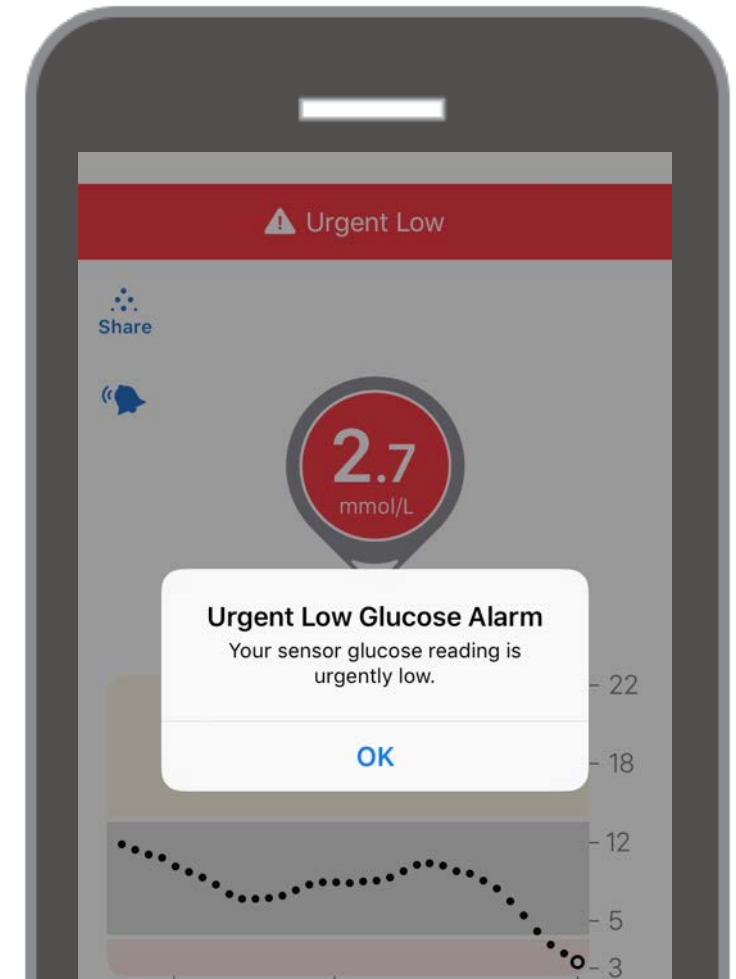 Urgent Low
Share
2.7
mmol/L
Urgent Low Glucose Alarm
Your sensor glucose reading is
urgently low.
OK
22
18
12
5
3